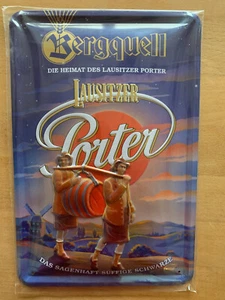 Bergquell
DIE HEIMAT DES LAUSITZER PORTER
LAUSITZER
Porter
DAS SAGENHAFT SÜFFIGE SCHWARZE